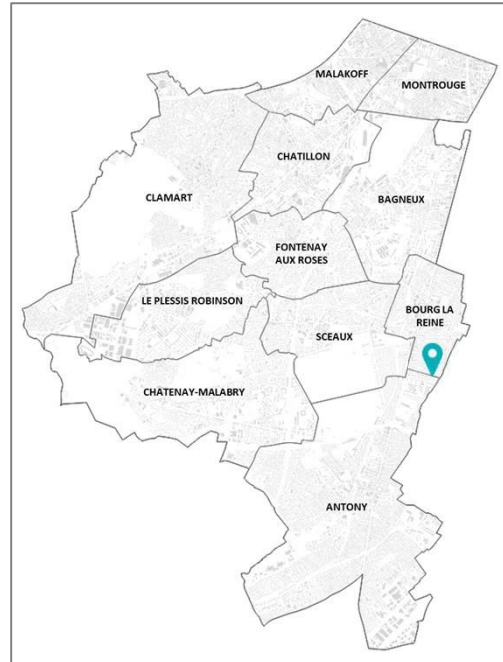 MALAKOFF
MONTROUGE
CHATILLON
CLAMART
BAGNEUX
FONTENAY
AUX ROSES
LE PLESSIS ROBINSON
BOURG LA
REINE
SCEAUX
CHATENAY-MALABRY
ANTONY